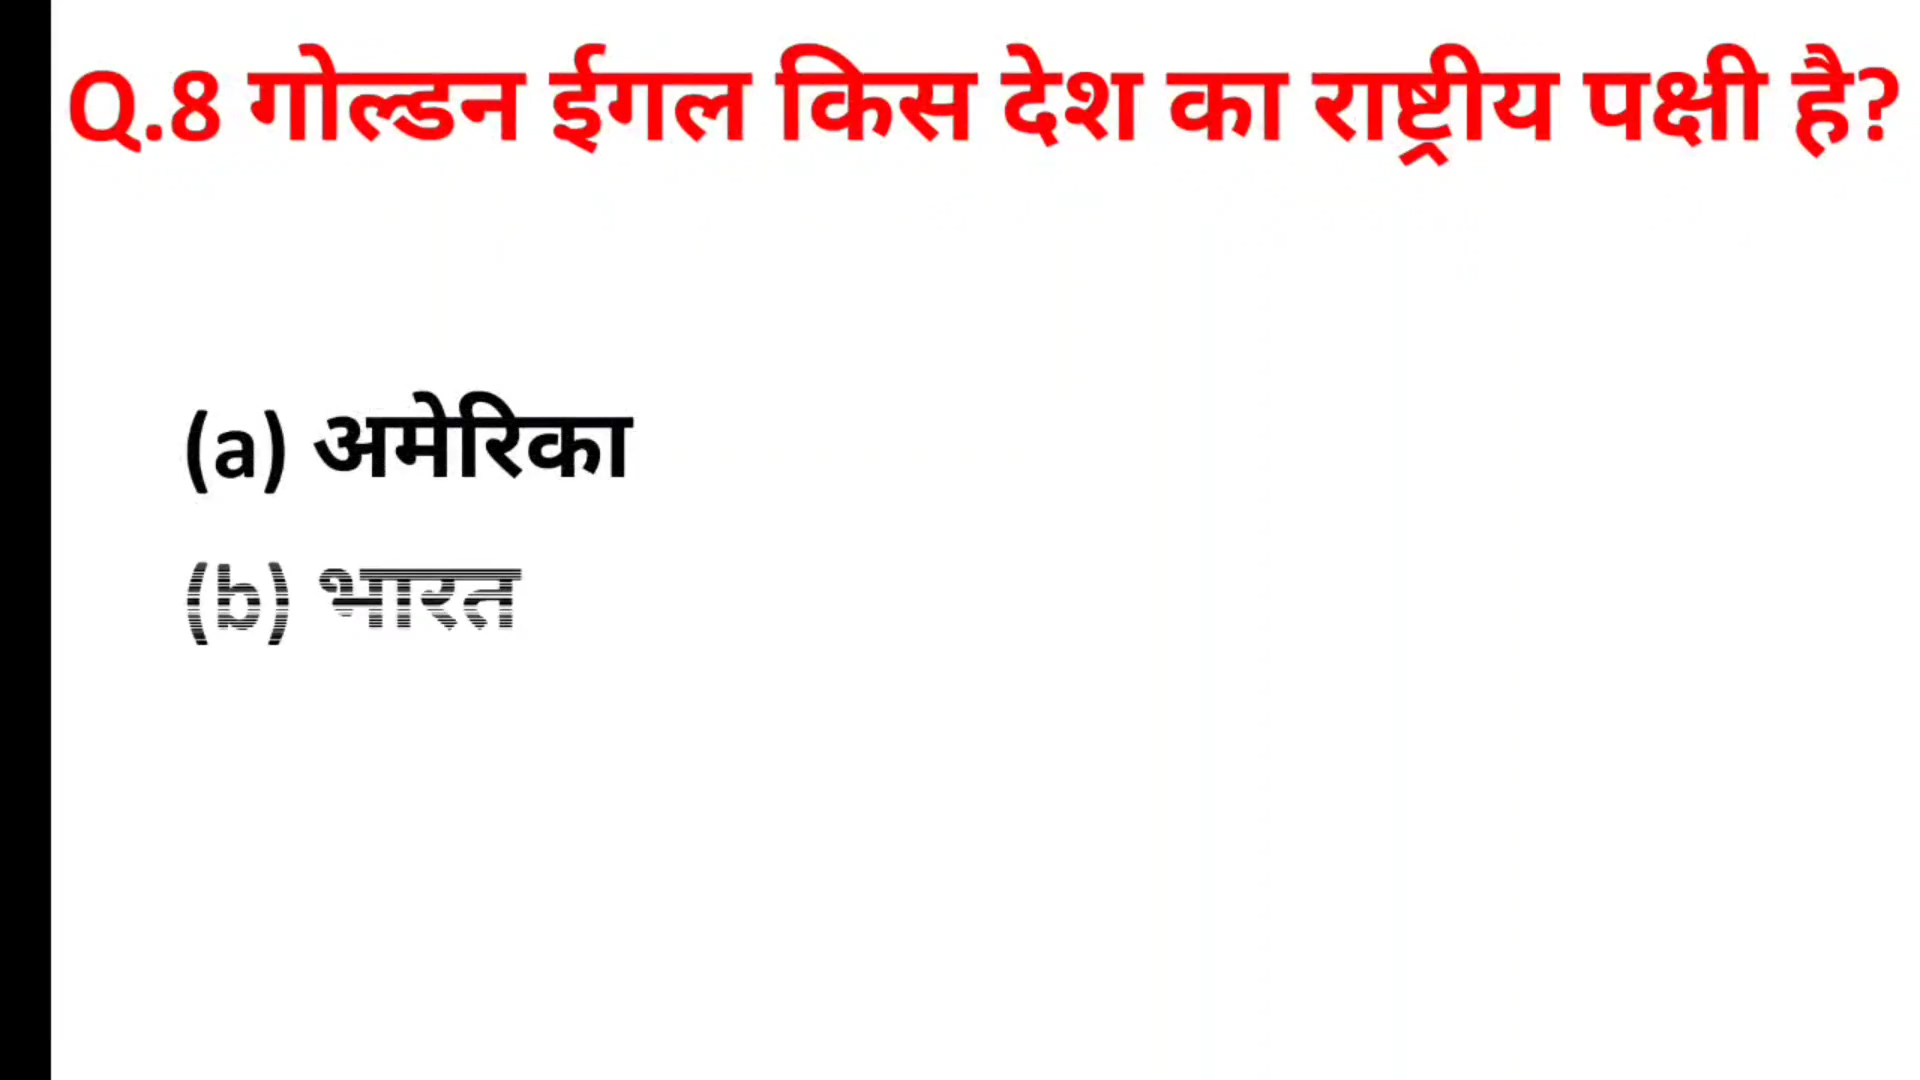 Q.8 गोल्डन ईगल किस देश का राष्ट्रीय पक्षी है?
(a) अमेरिका
(b) भारत